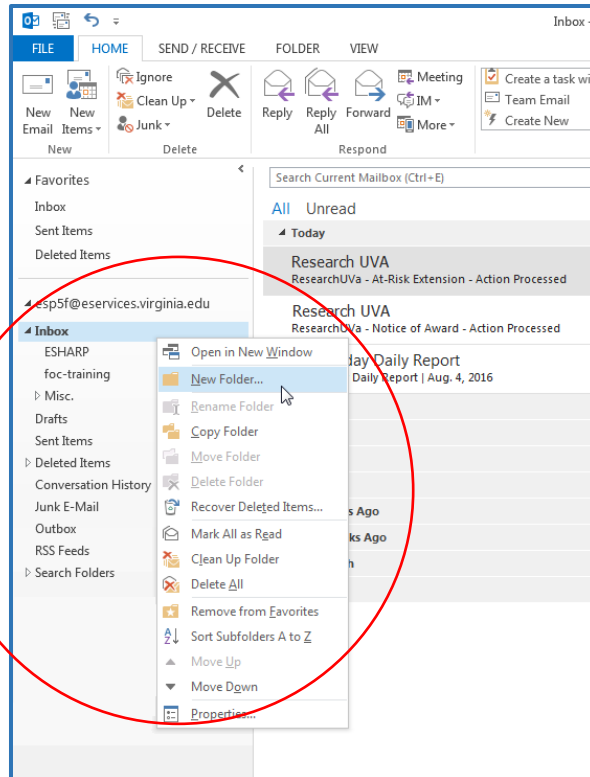 Inbox -
FILE HOME SEND / RECEIVE FOLDER VIEW
New Email
New Items
Ignore
Clean Up
Junk
Delete
Reply
Reply All
Forward
Meeting
IM
More
Create a task wi
Team Email
Create New
New Delete Respond
Favorites
Inbox
Sent Items
Deleted Items
esp5f@eservices.virginia.edu
Inbox
ESHARP
foc-training
Misc.
Drafts
Sent Items
Deleted Items
Conversation History
Junk E-Mail
Outbox
RSS Feeds
Search Folders
Search Current Mailbox (Ctrl+E)
All Unread
Today
Research UVA
ResearchUVa - At-Risk Extension - Action Processed
Research UVA
ResearchUVa - Notice of Award - Action Processed
day Daily Report
Daily Report | Aug. 4, 2016
s Ago
ks Ago
h
Open in New Window
New Folder...
Rename Folder
Copy Folder
Move Folder
Delete Folder
Recover Deleted Items...
Mark All as Read
Clean Up Folder
Delete All
Remove from Favorites
Sort Subfolders A to Z
Move Up
Move Down
Properties...